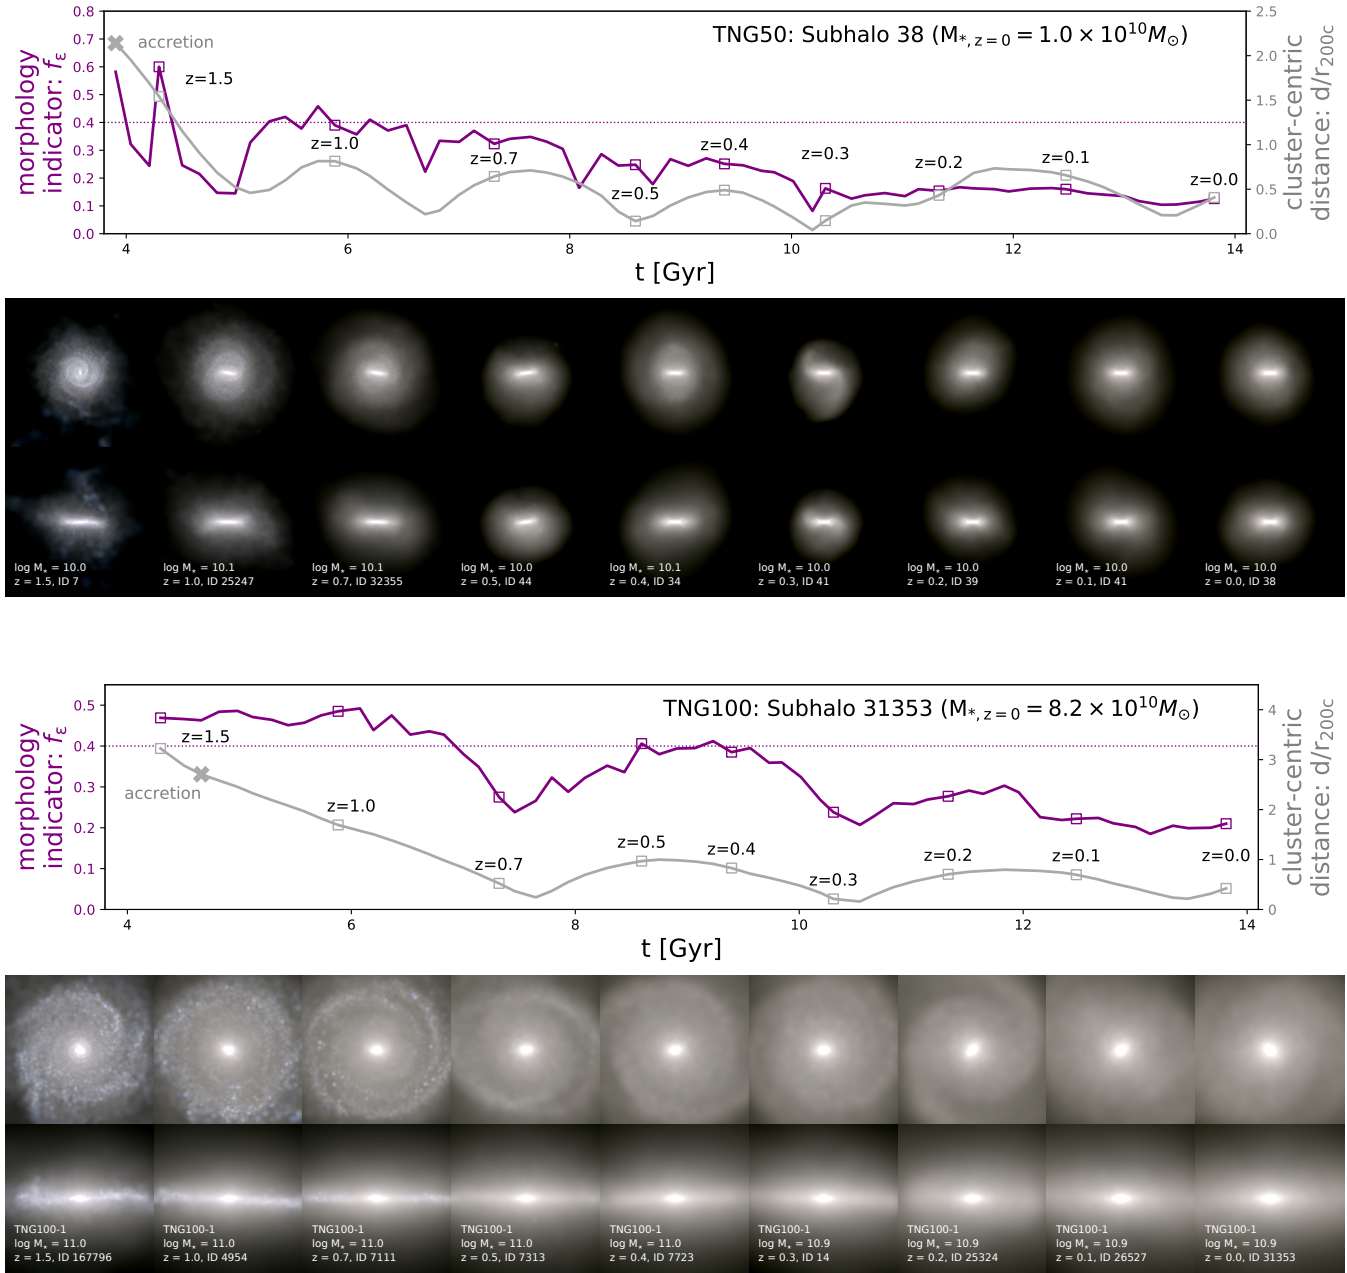 TNG50: Subhalo 38 (M*, z = 0 = 1.0 × 10^10 M⊙)
morphology
indicator: fε
0.8
0.7
0.6
0.5
0.4
0.3
0.2
0.1
0.0
accretion
z=1.5
z=1.0
z=0.7
z=0.5
z=0.4
z=0.3
z=0.2
z=0.1
z=0.0
2.5
2.0
1.5
1.0
0.5
0.0
cluster-centric
distance: d/r200c
4 6 8 10 12 14
t [Gyr]
log M⋆ = 10.0
z = 1.5, ID 7
log M⋆ = 10.1
z = 1.0, ID 25247
log M⋆ = 10.1
z = 0.7, ID 32355
log M⋆ = 10.0
z = 0.5, ID 44
log M⋆ = 10.1
z = 0.4, ID 34
log M⋆ = 10.0
z = 0.3, ID 41
log M⋆ = 10.0
z = 0.2, ID 39
log M⋆ = 10.0
z = 0.1, ID 41
log M⋆ = 10.0
z = 0.0, ID 38
TNG100: Subhalo 31353 (M*, z = 0 = 8.2 × 10^10 M⊙)
morphology
indicator: fε
0.5
0.4
0.3
0.2
0.1
0.0
z=1.5
accretion
z=1.0
z=0.7
z=0.5
z=0.4
z=0.3
z=0.2
z=0.1
z=0.0
4
3
2
1
0
cluster-centric
distance: d/r200c
4 6 8 10 12 14
t [Gyr]
TNG100-1
log M⋆ = 11.0
z = 1.5, ID 167796
TNG100-1
log M⋆ = 11.0
z = 1.0, ID 4954
TNG100-1
log M⋆ = 11.0
z = 0.7, ID 7111
TNG100-1
log M⋆ = 11.0
z = 0.5, ID 7313
TNG100-1
log M⋆ = 11.0
z = 0.4, ID 7723
TNG100-1
log M⋆ = 10.9
z = 0.3, ID 14
TNG100-1
log M⋆ = 10.9
z = 0.2, ID 25324
TNG100-1
log M⋆ = 10.9
z = 0.1, ID 26527
TNG100-1
log M⋆ = 10.9
z = 0.0, ID 31353